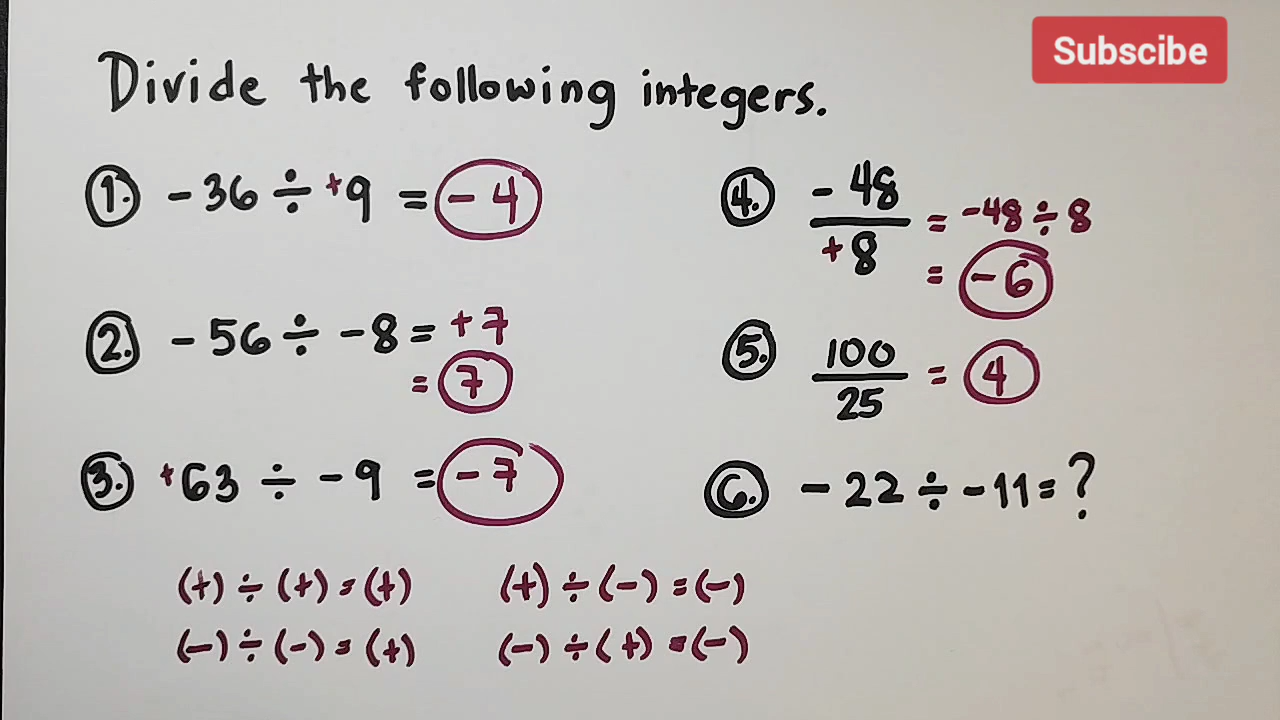 Subscibe
Divide the following integers.
1. -36 ÷ +9 = -4
2. -56 ÷ -8 = +7
= 7
3. +63 ÷ -9 = -7
4. -48 / +8 = -48 ÷ 8
= -6
5. 100 / 25 = 4
6. -22 ÷ -11 = ?
(+) ÷ (+) = (+) (+) ÷ (-) = (-)
(-) ÷ (-) = (+) (-) ÷ (+) = (-)